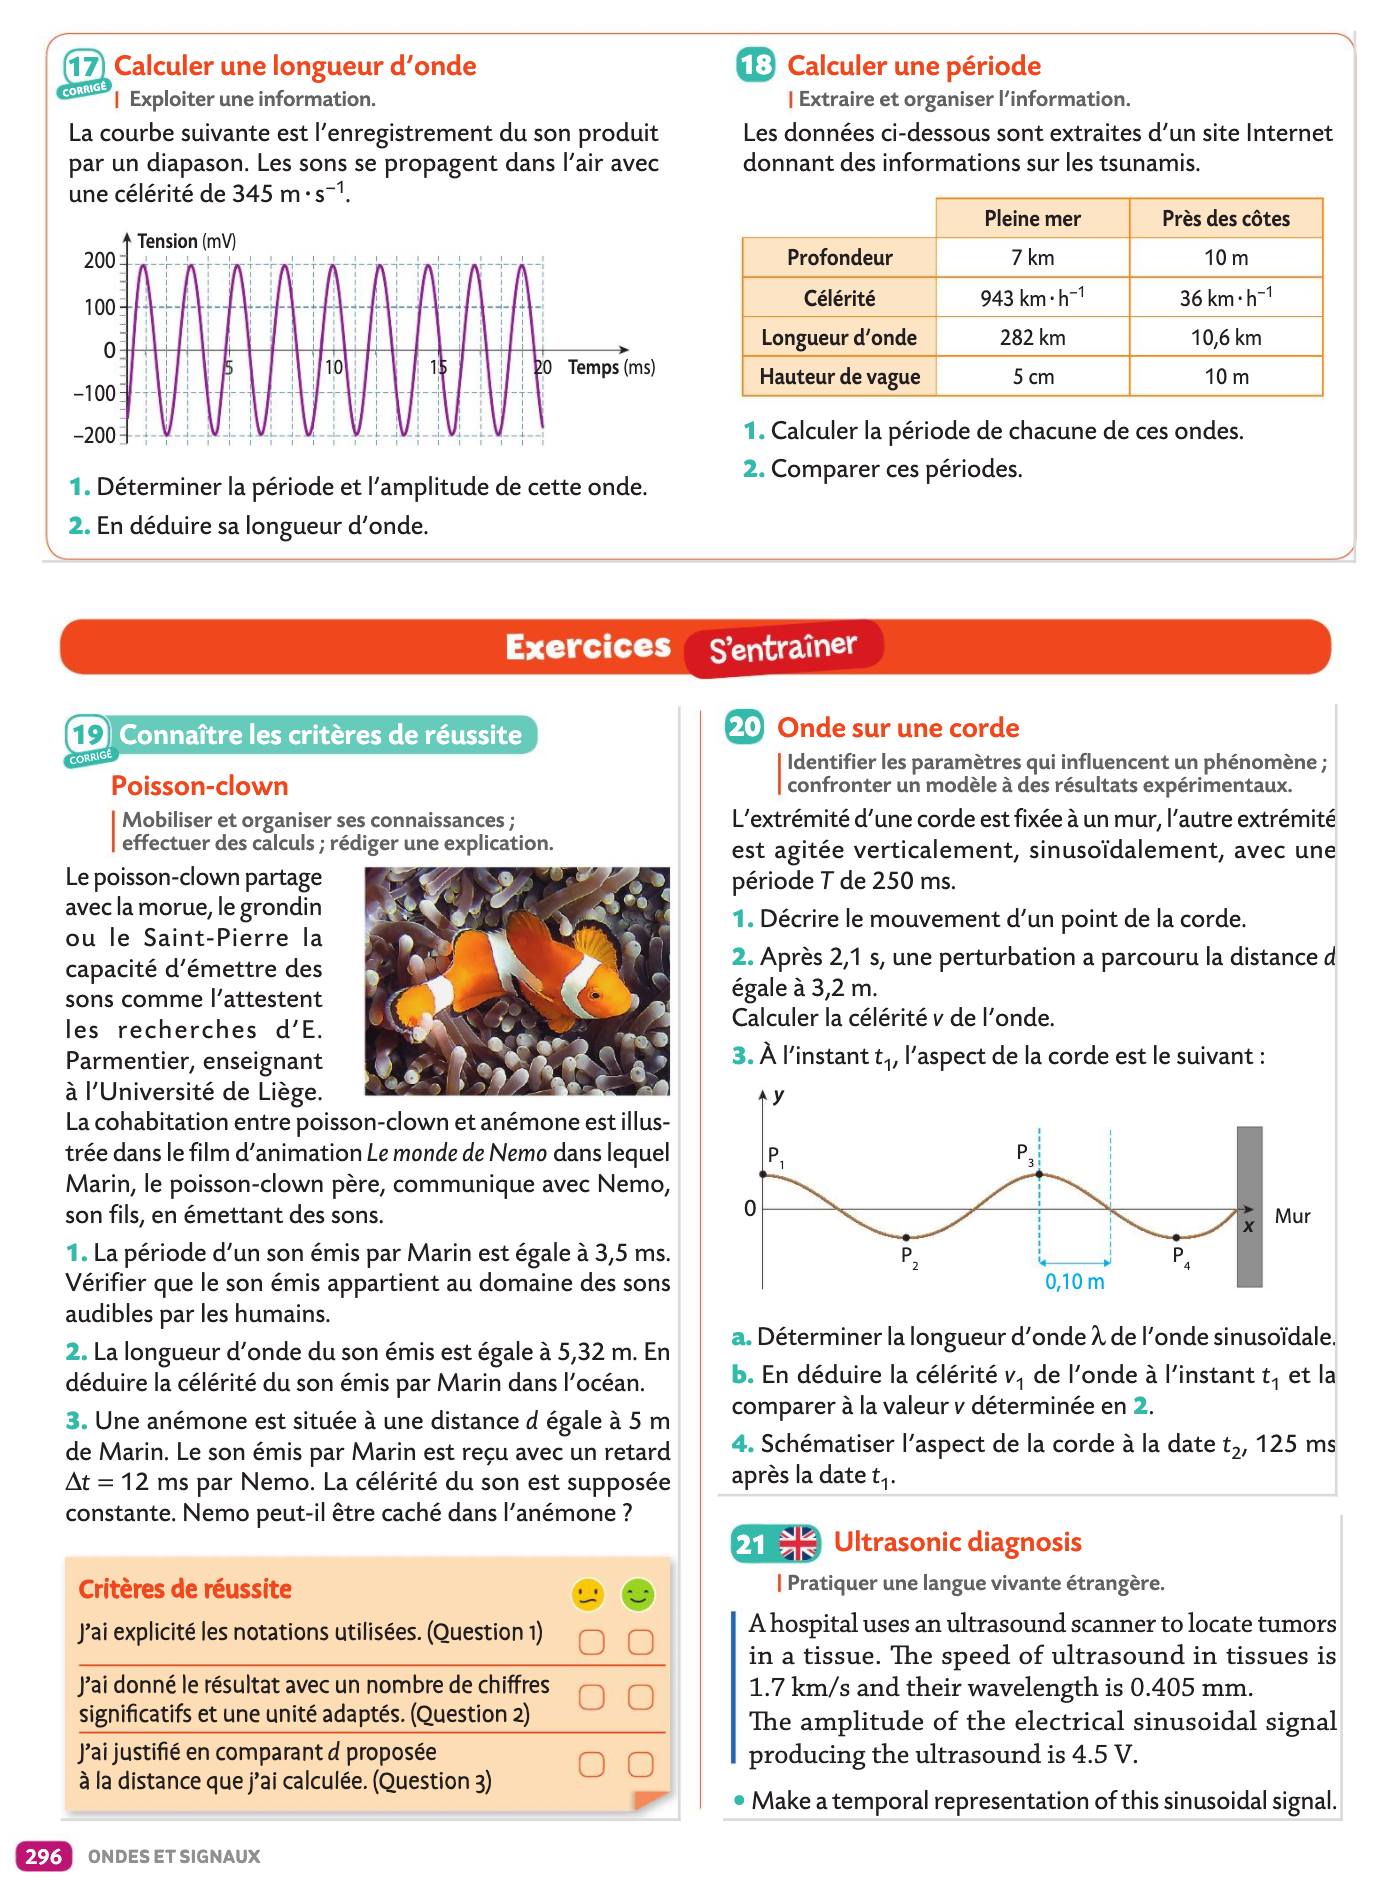 17 Calculer une longueur d'onde
CORRIGÉ
Exploiter une information.
La courbe suivante est l'enregistrement du son produit
par un diapason. Les sons se propagent dans l'air avec
une célérité de 345 m · s⁻¹.
Tension (mV)
200
100
0
–100
–200
5
10
15
20
Temps (ms)
1. Déterminer la période et l'amplitude de cette onde.
2. En déduire sa longueur d'onde.
18 Calculer une période
Extraire et organiser l'information.
Les données ci-dessous sont extraites d'un site Internet
donnant des informations sur les tsunamis.
Pleine mer Près des côtes
Profondeur 7 km 10 m
Célérité 943 km · h⁻¹ 36 km · h⁻¹
Longueur d'onde 282 km 10,6 km
Hauteur de vague 5 cm 10 m
1. Calculer la période de chacune de ces ondes.
2. Comparer ces périodes.
Exercices S'entraîner
19 Connaître les critères de réussite
CORRIGÉ
Poisson-clown
Mobiliser et organiser ses connaissances ;
effectuer des calculs ; rédiger une explication.
Le poisson-clown partage
avec la morue, le grondin
ou le Saint-Pierre la
capacité d'émettre des
sons comme l'attestent
les recherches d'E.
Parmentier, enseignant
à l'Université de Liège.
La cohabitation entre poisson-clown et anémone est illus-
trée dans le film d'animation Le monde de Nemo dans lequel
Marin, le poisson-clown père, communique avec Nemo,
son fils, en émettant des sons.
1. La période d'un son émis par Marin est égale à 3,5 ms.
Vérifier que le son émis appartient au domaine des sons
audibles par les humains.
2. La longueur d'onde du son émis est égale à 5,32 m. En
déduire la célérité du son émis par Marin dans l'océan.
3. Une anémone est située à une distance d égale à 5 m
de Marin. Le son émis par Marin est reçu avec un retard
Δt = 12 ms par Nemo. La célérité du son est supposée
constante. Nemo peut-il être caché dans l'anémone ?
Critères de réussite
J'ai explicité les notations utilisées. (Question 1)
J'ai donné le résultat avec un nombre de chiffres
significatifs et une unité adaptés. (Question 2)
J'ai justifié en comparant d proposée
à la distance que j'ai calculée. (Question 3)
20 Onde sur une corde
Identifier les paramètres qui influencent un phénomène ;
confronter un modèle à des résultats expérimentaux.
L'extrémité d'une corde est fixée à un mur, l'autre extrémité
est agitée verticalement, sinusoïdalement, avec une
période T de 250 ms.
1. Décrire le mouvement d'un point de la corde.
2. Après 2,1 s, une perturbation a parcouru la distance d
égale à 3,2 m.
Calculer la célérité v de l'onde.
3. À l'instant t₁, l'aspect de la corde est le suivant :
y
P₁
P₃
0
x
Mur
P₂
P₄
0,10 m
a. Déterminer la longueur d'onde λ de l'onde sinusoïdale.
b. En déduire la célérité v₁ de l'onde à l'instant t₁ et la
comparer à la valeur v déterminée en 2.
4. Schématiser l'aspect de la corde à la date t₂, 125 ms
après la date t₁.
21 Ultrasonic diagnosis
Pratiquer une langue vivante étrangère.
A hospital uses an ultrasound scanner to locate tumors
in a tissue. The speed of ultrasound in tissues is
1.7 km/s and their wavelength is 0.405 mm.
The amplitude of the electrical sinusoidal signal
producing the ultrasound is 4.5 V.
• Make a temporal representation of this sinusoidal signal.
296 ONDES ET SIGNAUX